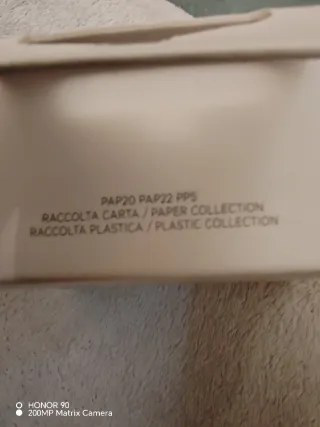 PAP20 PAP22 PP5
RACCOLTA CARTA / PAPER COLLECTION
RACCOLTA PLASTICA / PLASTIC COLLECTION
HONOR 90
200MP Matrix Camera